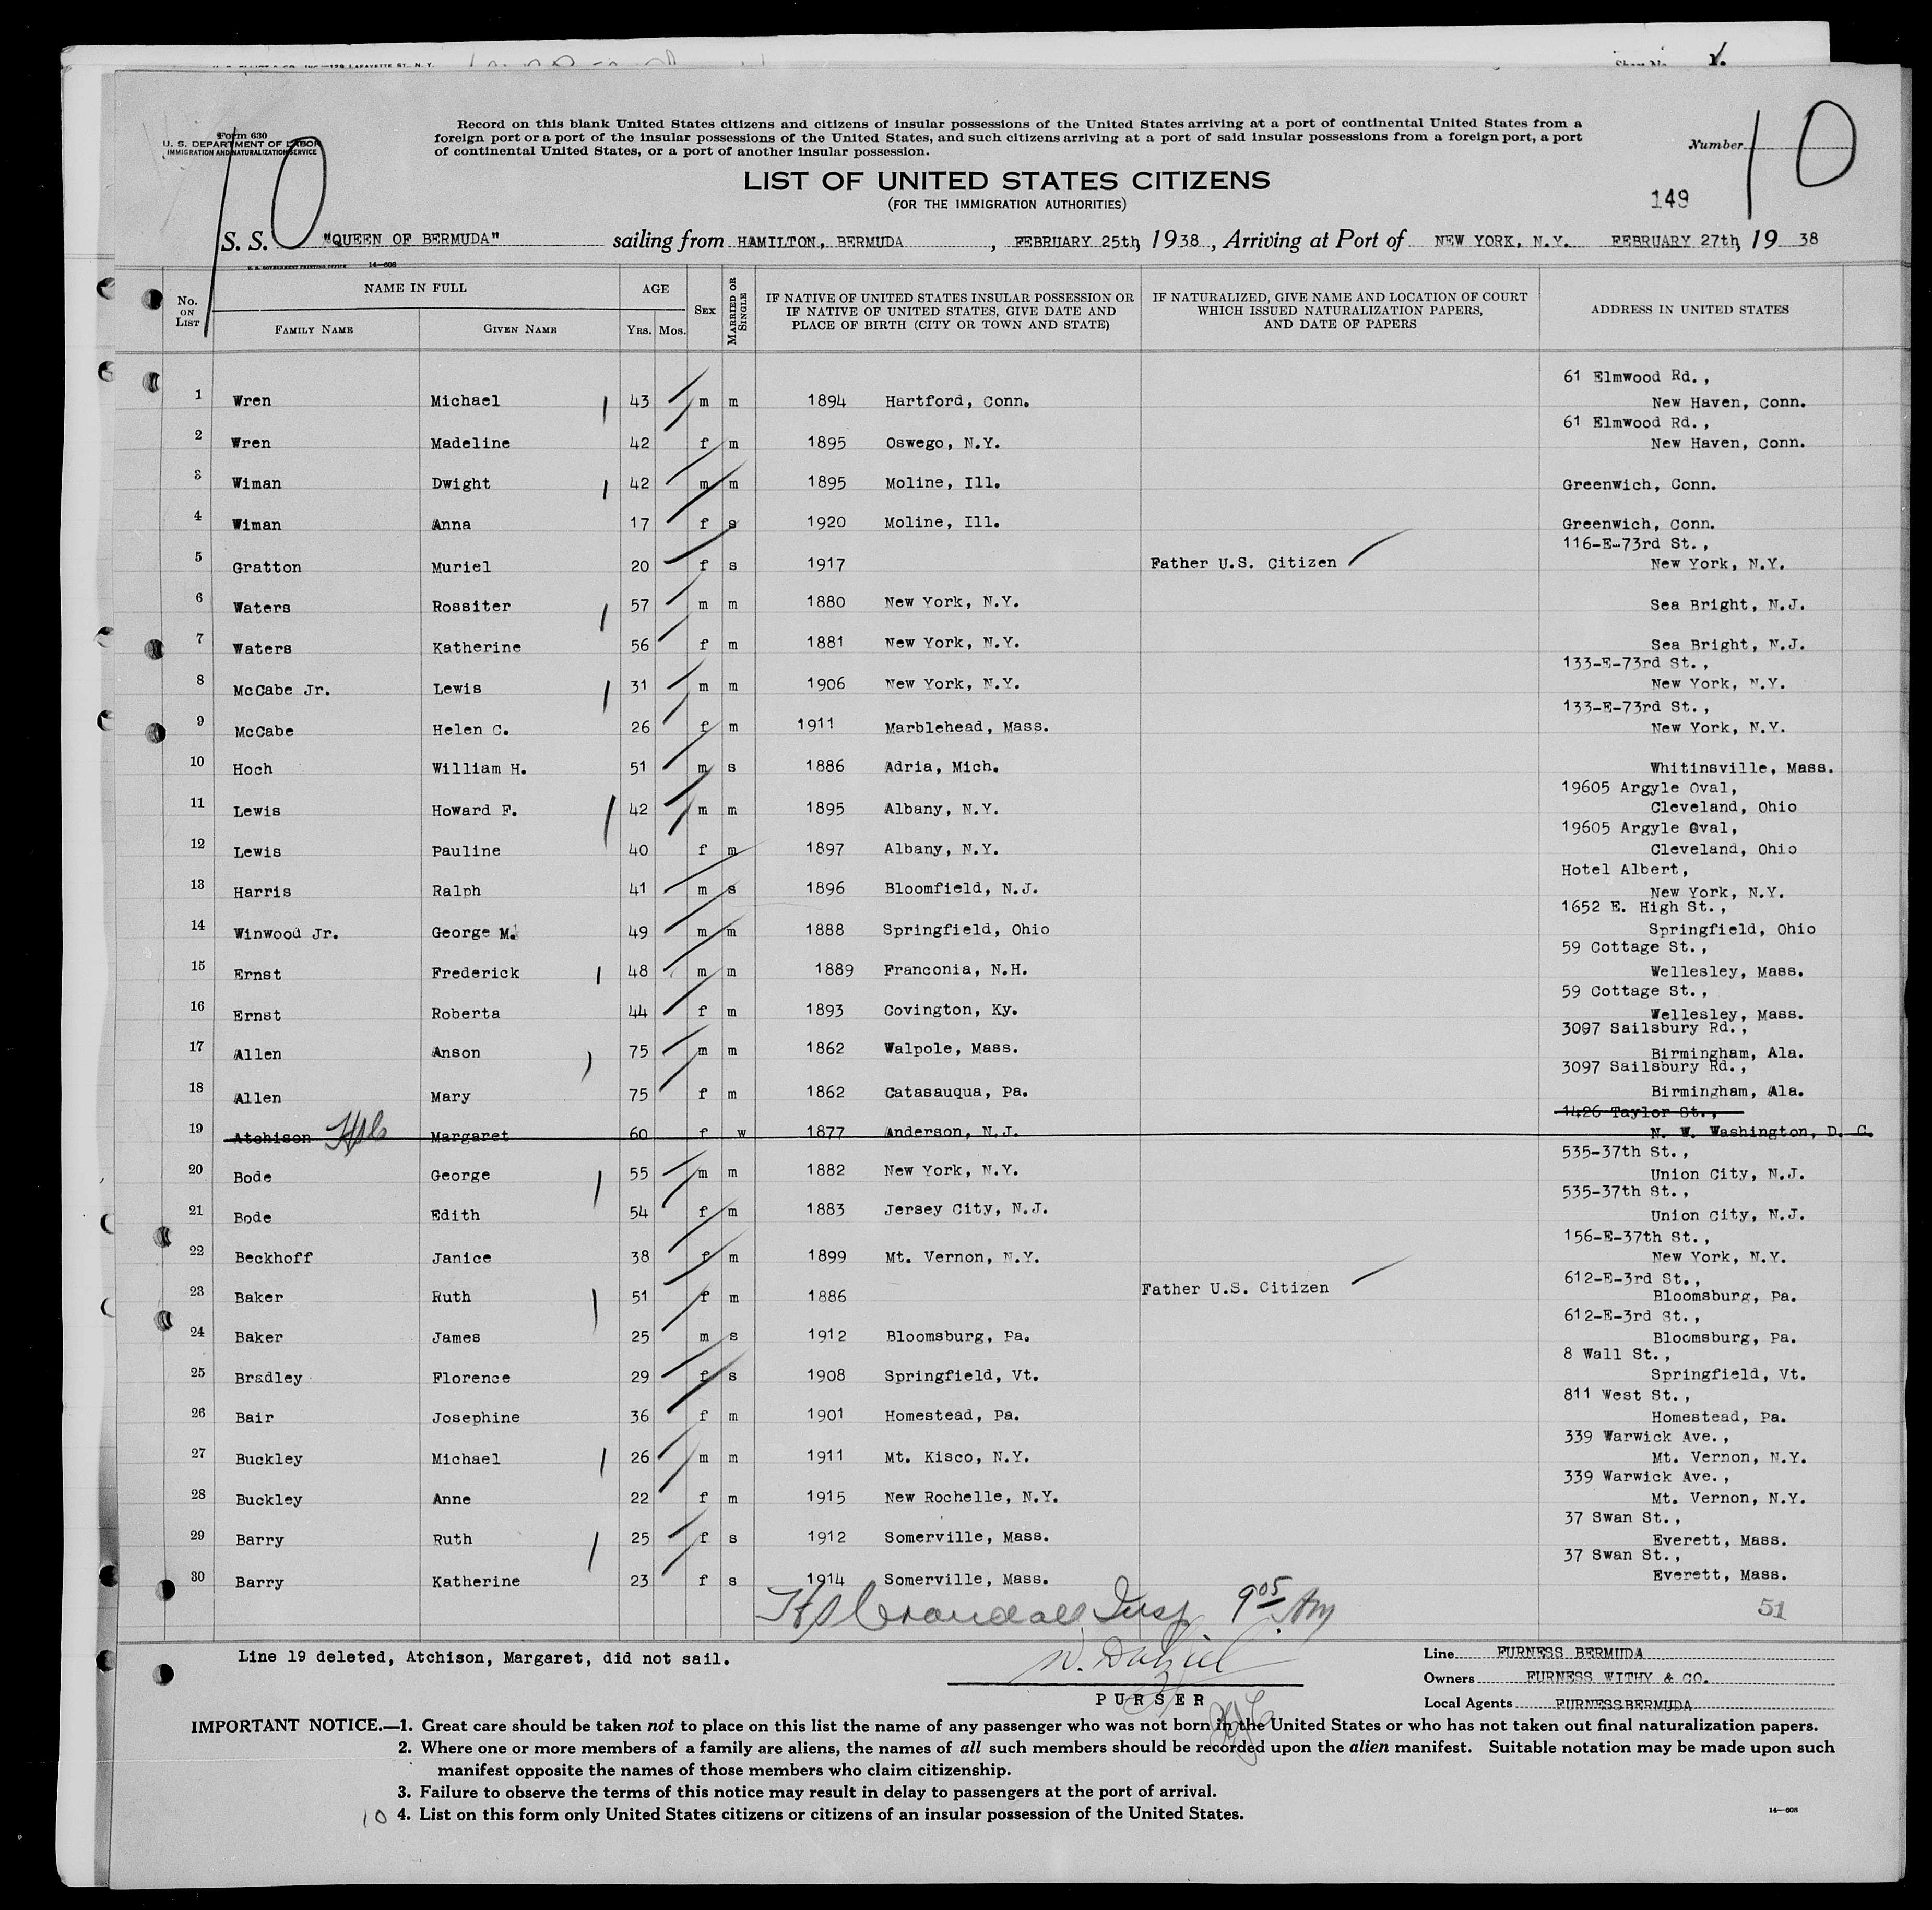 Form 630
U. S. DEPARTMENT OF LABOR
IMMIGRATION AND NATURALIZATION SERVICE
Record on this blank United States citizens and citizens of insular possessions of the United States arriving at a port of continental United States from a
foreign port or a port of the insular possessions of the United States, and such citizens arriving at a port of said insular possessions from a foreign port, a port
of continental United States, or a port of another insular possession.
Number 10
10
LIST OF UNITED STATES CITIZENS
(FOR THE IMMIGRATION AUTHORITIES)
149
S. S. "QUEEN OF BERMUDA" sailing from HAMILTON, BERMUDA, FEBRUARY 25th, 1938, Arriving at Port of NEW YORK, N.Y. FEBRUARY 27th, 19 38
U. S. GOVERNMENT PRINTING OFFICE 14—608
No. ON LIST NAME IN FULL AGE SEX MARRIED OR SINGLE IF NATIVE OF UNITED STATES INSULAR POSSESSION OR IF NATIVE OF UNITED STATES, GIVE DATE AND PLACE OF BIRTH (CITY OR TOWN AND STATE) IF NATURALIZED, GIVE NAME AND LOCATION OF COURT WHICH ISSUED NATURALIZATION PAPERS, AND DATE OF PAPERS ADDRESS IN UNITED STATES
FAMILY NAME GIVEN NAME YRS. MOS.
61 Elmwood Rd.,
1 Wren Michael 43 m m 1894 Hartford, Conn. New Haven, Conn.
61 Elmwood Rd.,
2 Wren Madeline 42 f m 1895 Oswego, N.Y. New Haven, Conn.
3 Wiman Dwight 42 m m 1895 Moline, Ill. Greenwich, Conn.
4 Wiman Anna 17 f s 1920 Moline, Ill. Greenwich, Conn.
116-E-73rd St.,
5 Gratton Muriel 20 f s 1917 Father U.S. Citizen New York, N.Y.
6 Waters Rossiter 57 m m 1880 New York, N.Y. Sea Bright, N.J.
7 Waters Katherine 56 f m 1881 New York, N.Y. Sea Bright, N.J.
133-E-73rd St.,
8 McCabe Jr. Lewis 31 m m 1906 New York, N.Y. New York, N.Y.
133-E-73rd St.,
9 McCabe Helen C. 26 f m 1911 Marblehead, Mass. New York, N.Y.
10 Hoch William H. 51 m s 1886 Adria, Mich. Whitinsville, Mass.
19605 Argyle Oval,
11 Lewis Howard F. 42 m m 1895 Albany, N.Y. Cleveland, Ohio
19605 Argyle Oval,
12 Lewis Pauline 40 f m 1897 Albany, N.Y. Cleveland, Ohio
Hotel Albert,
13 Harris Ralph 41 m s 1896 Bloomfield, N.J. New York, N.Y.
1652 E. High St.,
14 Winwood Jr. George M. 49 m m 1888 Springfield, Ohio Springfield, Ohio
59 Cottage St.,
15 Ernst Frederick 48 m m 1889 Franconia, N.H. Wellesley, Mass.
59 Cottage St.,
16 Ernst Roberta 44 f m 1893 Covington, Ky. Wellesley, Mass.
3097 Sailsbury Rd.,
17 Allen Anson 75 m m 1862 Walpole, Mass. Birmingham, Ala.
3097 Sailsbury Rd.,
18 Allen Mary 75 f m 1862 Catasauqua, Pa. Birmingham, Ala.
1426 Taylor St.,
19 Atchison Margaret 60 f w 1877 Anderson, N.J. N. W. Washington, D. C.
535-37th St.,
20 Bode George 55 m m 1882 New York, N.Y. Union City, N.J.
535-37th St.,
21 Bode Edith 54 f m 1883 Jersey City, N.J. Union City, N.J.
156-E-37th St.,
22 Beckhoff Janice 38 f m 1899 Mt. Vernon, N.Y. New York, N.Y.
612-E-3rd St.,
23 Baker Ruth 51 f m 1886 Father U.S. Citizen Bloomsburg, Pa.
612-E-3rd St.,
24 Baker James 25 m s 1912 Bloomsburg, Pa. Bloomsburg, Pa.
8 Wall St.,
25 Bradley Florence 29 f s 1908 Springfield, Vt. Springfield, Vt.
811 West St.,
26 Bair Josephine 36 f m 1901 Homestead, Pa. Homestead, Pa.
339 Warwick Ave.,
27 Buckley Michael 26 m m 1911 Mt. Kisco, N.Y. Mt. Vernon, N.Y.
339 Warwick Ave.,
28 Buckley Anne 22 f m 1915 New Rochelle, N.Y. Mt. Vernon, N.Y.
37 Swan St.,
29 Barry Ruth 25 f s 1912 Somerville, Mass. Everett, Mass.
37 Swan St.,
30 Barry Katherine 23 f s 1914 Somerville, Mass. Everett, Mass.
Crandall Insp 9 05 Am
51
Line 19 deleted, Atchison, Margaret, did not sail.
PURSER
Line FURNESS BERMUDA
Owners FURNESS WITHY & CO.
Local Agents FURNESS BERMUDA
IMPORTANT NOTICE.—1. Great care should be taken not to place on this list the name of any passenger who was not born in the United States or who has not taken out final naturalization papers.
2. Where one or more members of a family are aliens, the names of all such members should be recorded upon the alien manifest. Suitable notation may be made upon such
manifest opposite the names of those members who claim citizenship.
3. Failure to observe the terms of this notice may result in delay to passengers at the port of arrival.
10 4. List on this form only United States citizens or citizens of an insular possession of the United States.
14—608